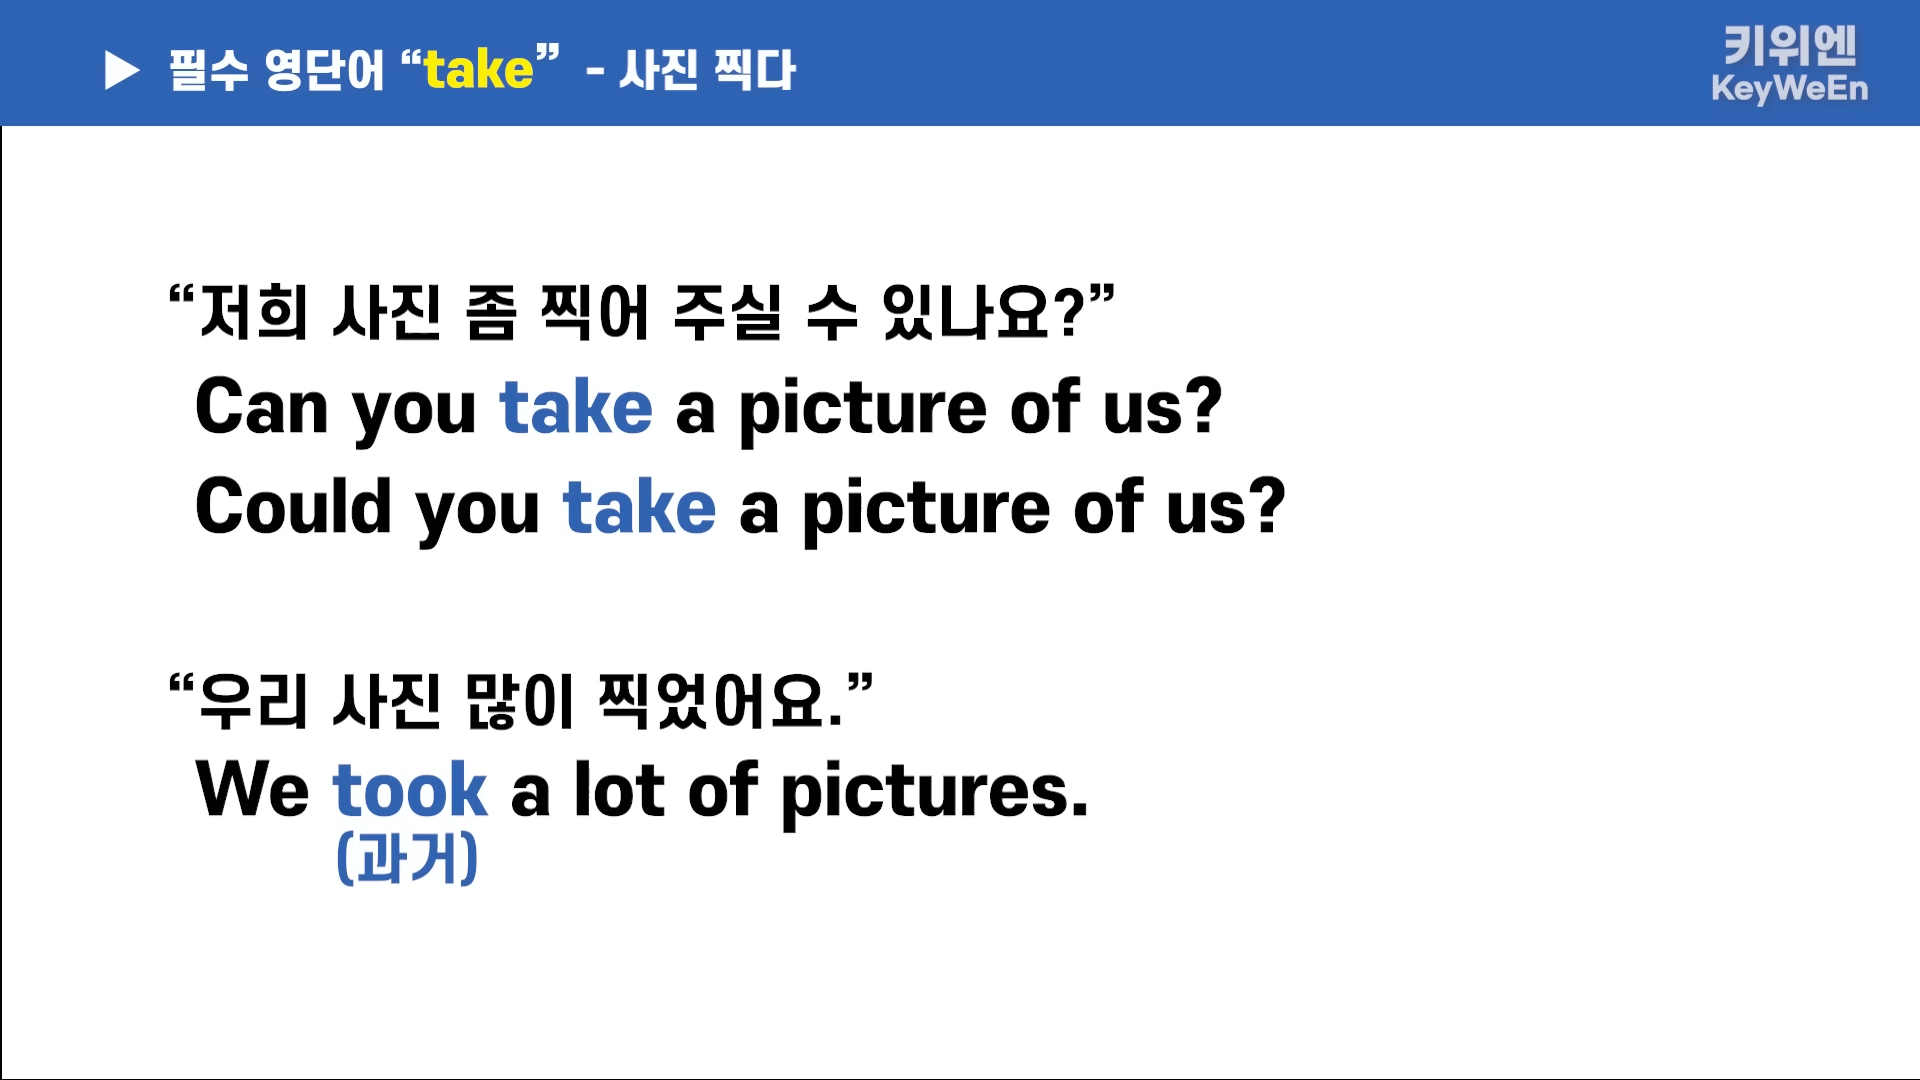 ▶ 필수 영단어 “take” - 사진 찍다
키위엔
KeyWeEn
“저희 사진 좀 찍어 주실 수 있나요?”
Can you take a picture of us?
Could you take a picture of us?
“우리 사진 많이 찍었어요.”
We took a lot of pictures.
(과거)